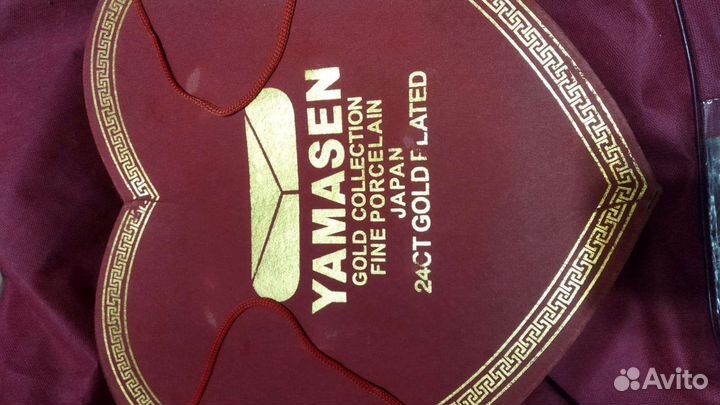 YAMASEN
GOLD COLLECTION
FINE PORCELAIN
JAPAN
24CT GOLD PLATED
Avito